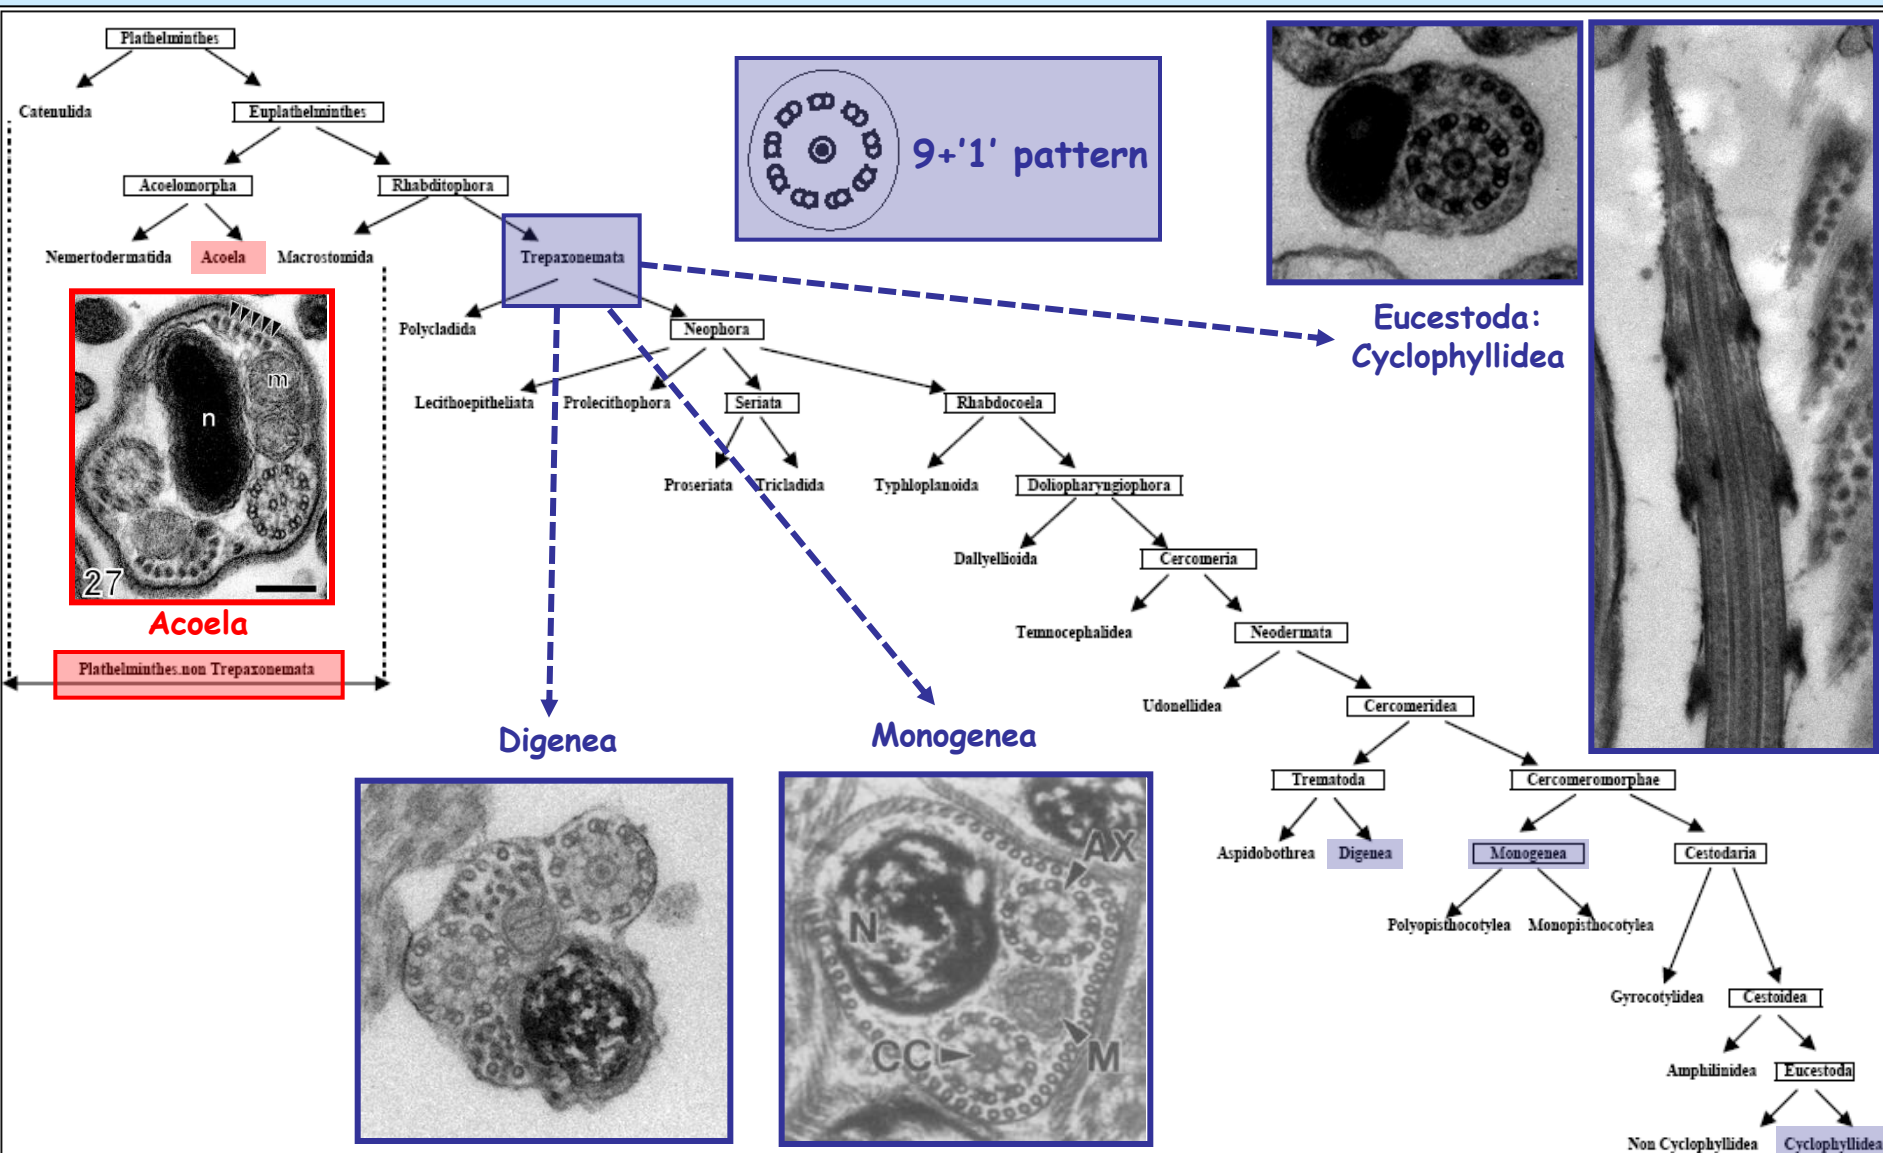 Plathelminthes
Catenulida
Euplathelminthes
Acoelomorpha
Rhabditophora
Nemertodermatida
Acoela
Macrostomida
Trepaxonemata
9+'1' pattern
Eucestoda:
Cyclophyllidea
n
m
27
Acoela
Plathelminthes non Trepaxonemata
Polycladida
Neophora
Lecithoepitheliata
Prolecithophora
Seriata
Rhabdocoela
Proseriata
Tricladida
Typhloplanoida
Doliopharyngiophora
Dallyellioida
Cercomeria
Temnocephalidea
Neodermata
Udonellidea
Cercomeridea
Digenea
Monogenea
Trematoda
Cercomeromorphae
Aspidobothrea
Digenea
Monogenea
Cestodaria
Polyopisthocotylea
Monopisthocotylea
AX
N
CC
M
Gyrocotylidea
Cestoidea
Amphilinidea
Eucestoda
Non Cyclophyllidea
Cyclophyllidea